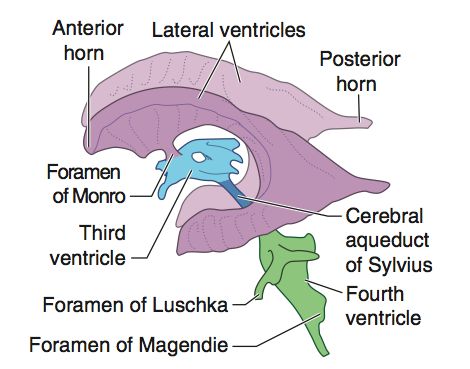 Anterior
horn
Lateral ventricles
Posterior
horn
Foramen
of Monro
Third
ventricle
Cerebral
aqueduct
of Sylvius
Foramen of Luschka
Fourth
ventricle
Foramen of Magendie